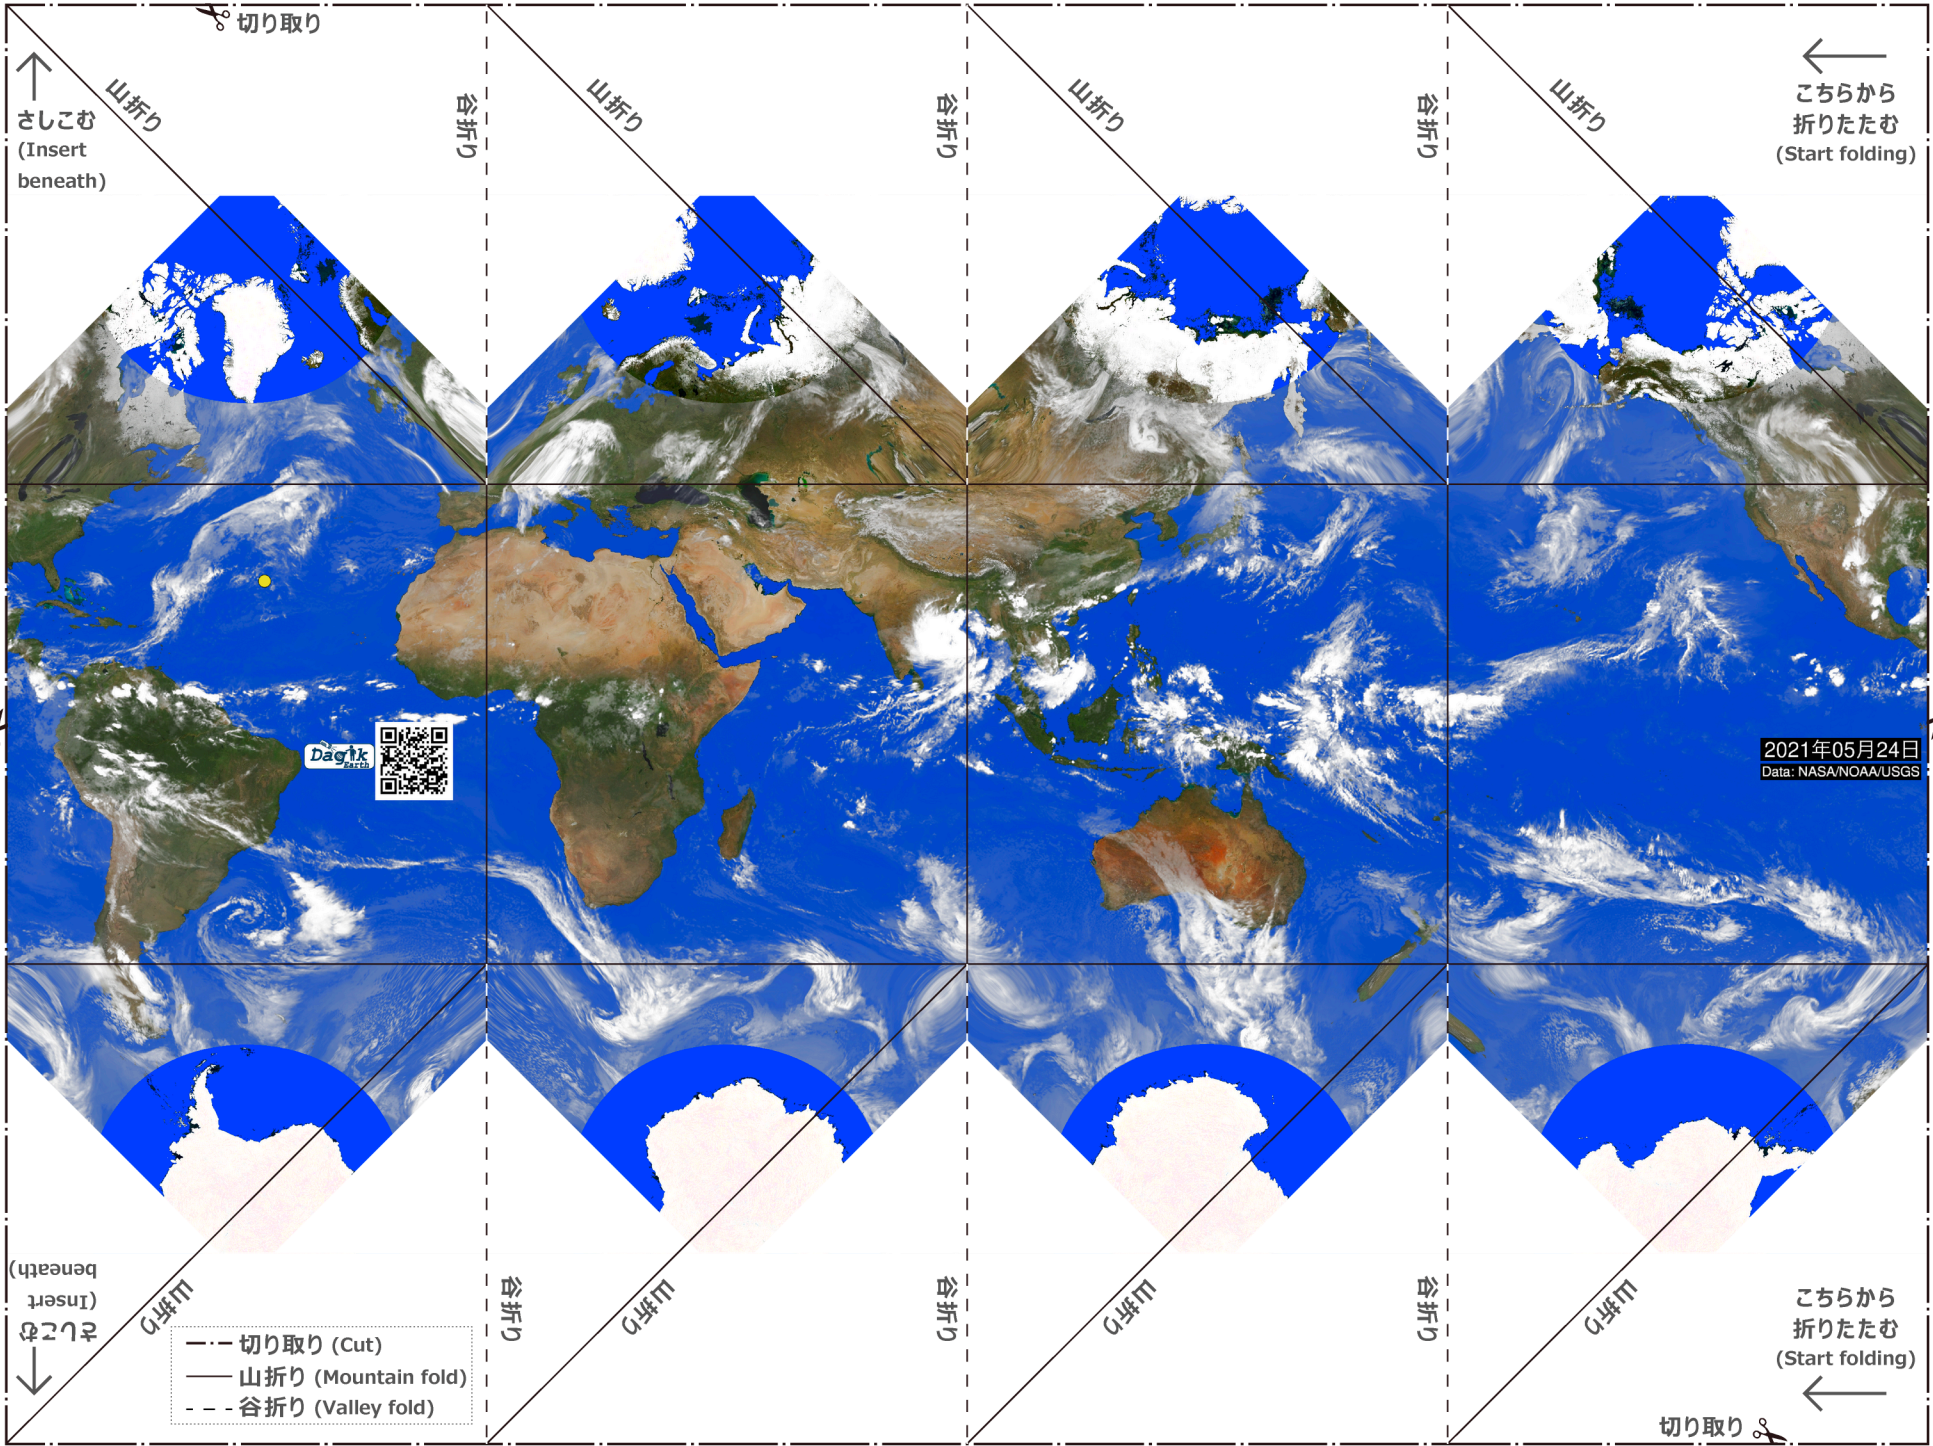 切り取り
山折り
谷折り
山折り
谷折り
山折り
谷折り
山折り
さしこむ
(Insert
beneath)
こちらから
折りたたむ
(Start folding)
Dagik
Earth
2021年05月24日
Data: NASA/NOAA/USGS
さしこむ
(Insert
beneath)
山折り
谷折り
山折り
谷折り
山折り
谷折り
山折り
切り取り (Cut)
山折り (Mountain fold)
谷折り (Valley fold)
こちらから
折りたたむ
(Start folding)
切り取り